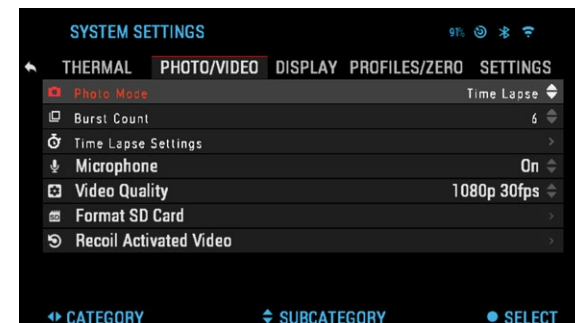 SYSTEM SETTINGS 91%
THERMAL PHOTO/VIDEO DISPLAY PROFILES/ZERO SETTINGS
Photo Mode Time Lapse
Burst Count 6
Time Lapse Settings
Microphone On
Video Quality 1080p 30fps
Format SD Card
Recoil Activated Video
CATEGORY SUBCATEGORY SELECT